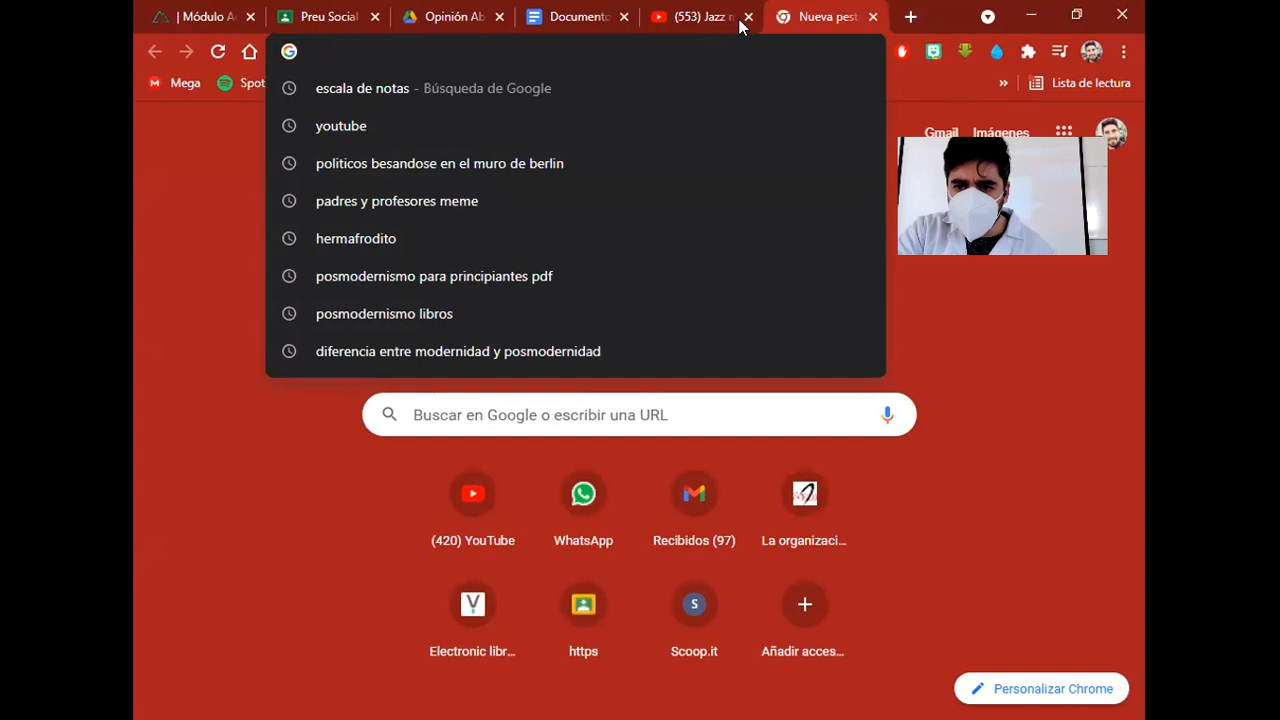 | Módulo A
Preu Social
Opinión Ab
Documento
(553) Jazz
Nueva pest
Mega
Spot
»
Lista de lectura
escala de notas - Búsqueda de Google
youtube
politicos besandose en el muro de berlin
padres y profesores meme
hermafrodito
posmodernismo para principiantes pdf
posmodernismo libros
diferencia entre modernidad y posmodernidad
Gmail Imágenes
Buscar en Google o escribir una URL
(420) YouTube
WhatsApp
Recibidos (97)
La organizaci...
Electronic libr...
https
S
Scoop.it
Añadir acces...
Personalizar Chrome